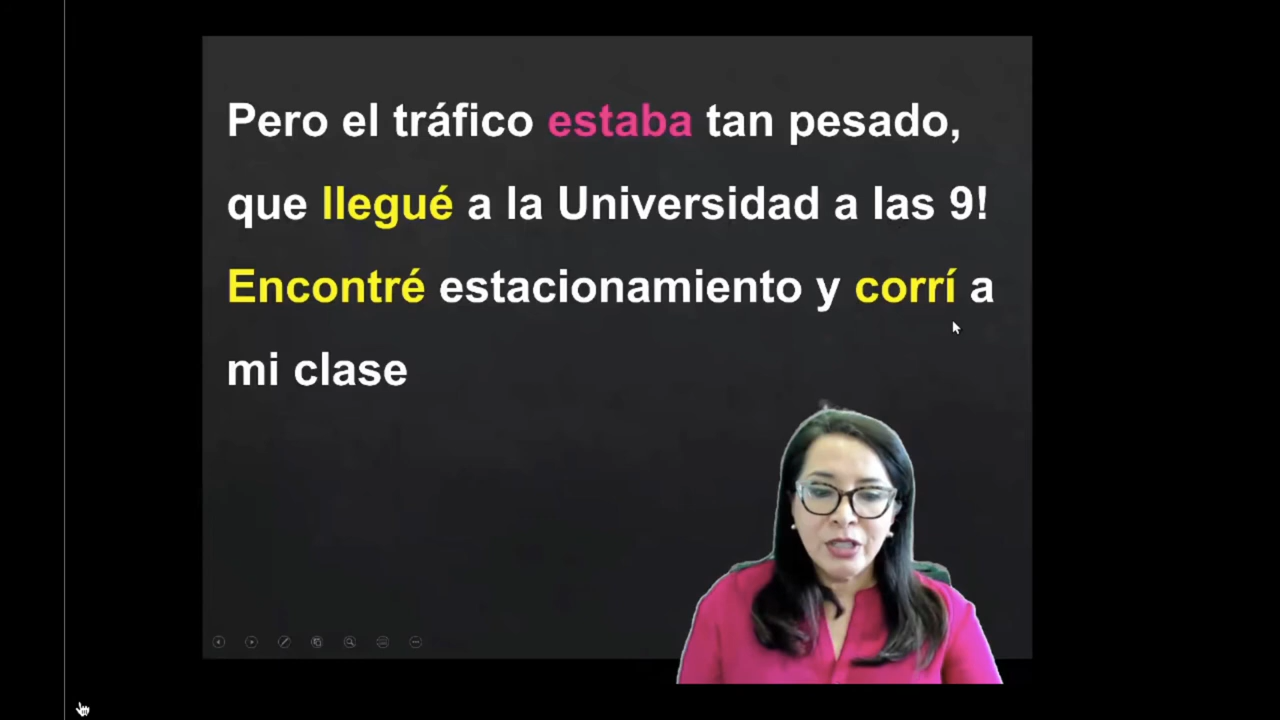 Pero el tráfico estaba tan pesado,
que llegué a la Universidad a las 9!
Encontré estacionamiento y corrí a
mi clase